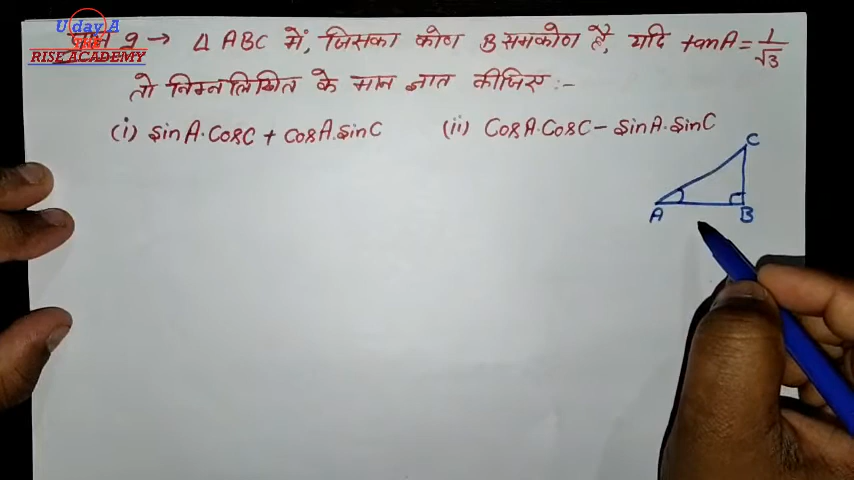 Uday A
RISE ACADEMY
9 → Δ ABC में, जिसका कोण B समकोण है, यदि tanA = 1/√3
तो निम्नलिखित के मान ज्ञात कीजिए :-
(i) sinA·CosC + CosA·sinC (ii) CosA·CosC - sinA·sinC
C
A B